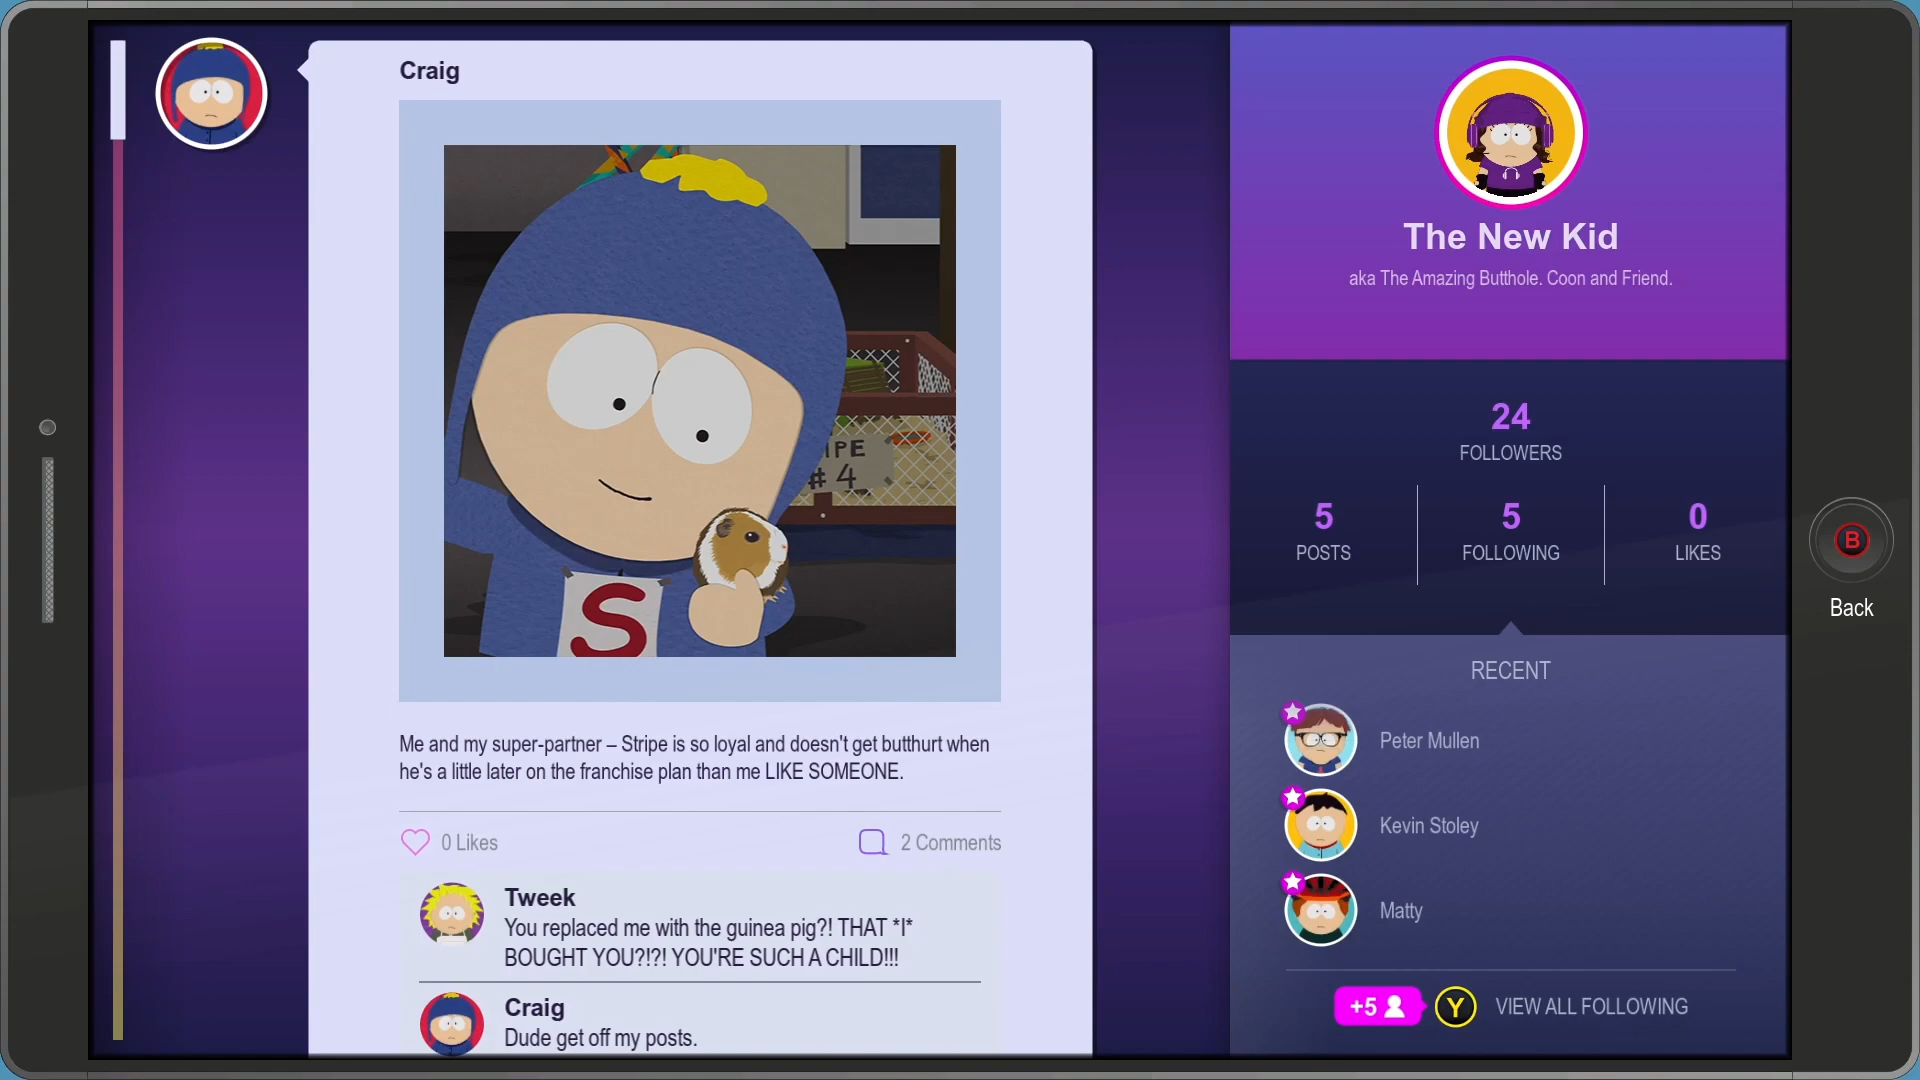 Craig
IPE
# 4
S
Me and my super-partner – Stripe is so loyal and doesn't get butthurt when
he's a little later on the franchise plan than me LIKE SOMEONE.
0 Likes
2 Comments
Tweek
You replaced me with the guinea pig?! THAT *I*
BOUGHT YOU?!?! YOU'RE SUCH A CHILD!!!
Craig
Dude get off my posts.
The New Kid
aka The Amazing Butthole. Coon and Friend.
24
FOLLOWERS
5
POSTS
5
FOLLOWING
0
LIKES
RECENT
Peter Mullen
Kevin Stoley
Matty
+5
Y
VIEW ALL FOLLOWING
B
Back